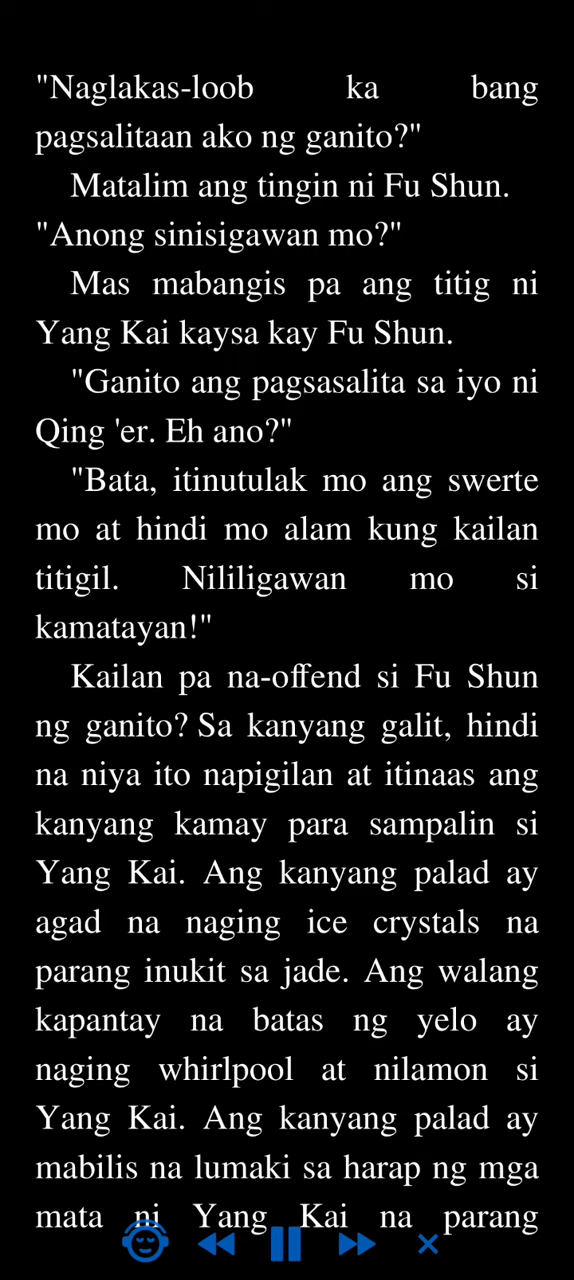 "Naglakas-loob ka bang
pagsalitaan ako ng ganito?"
Matalim ang tingin ni Fu Shun.
"Anong sinisigawan mo?"
Mas mabangis pa ang titig ni
Yang Kai kaysa kay Fu Shun.
"Ganito ang pagsasalita sa iyo ni
Qing 'er. Eh ano?"
"Bata, itinutulak mo ang swerte
mo at hindi mo alam kung kailan
titigil. Nililigawan mo si
kamatayan!"
Kailan pa na-offend si Fu Shun
ng ganito? Sa kanyang galit, hindi
na niya ito napigilan at itinaas ang
kanyang kamay para sampalin si
Yang Kai. Ang kanyang palad ay
agad na naging ice crystals na
parang inukit sa jade. Ang walang
kapantay na batas ng yelo ay
naging whirlpool at nilamon si
Yang Kai. Ang kanyang palad ay
mabilis na lumaki sa harap ng mga
mata ni Yang Kai na parang